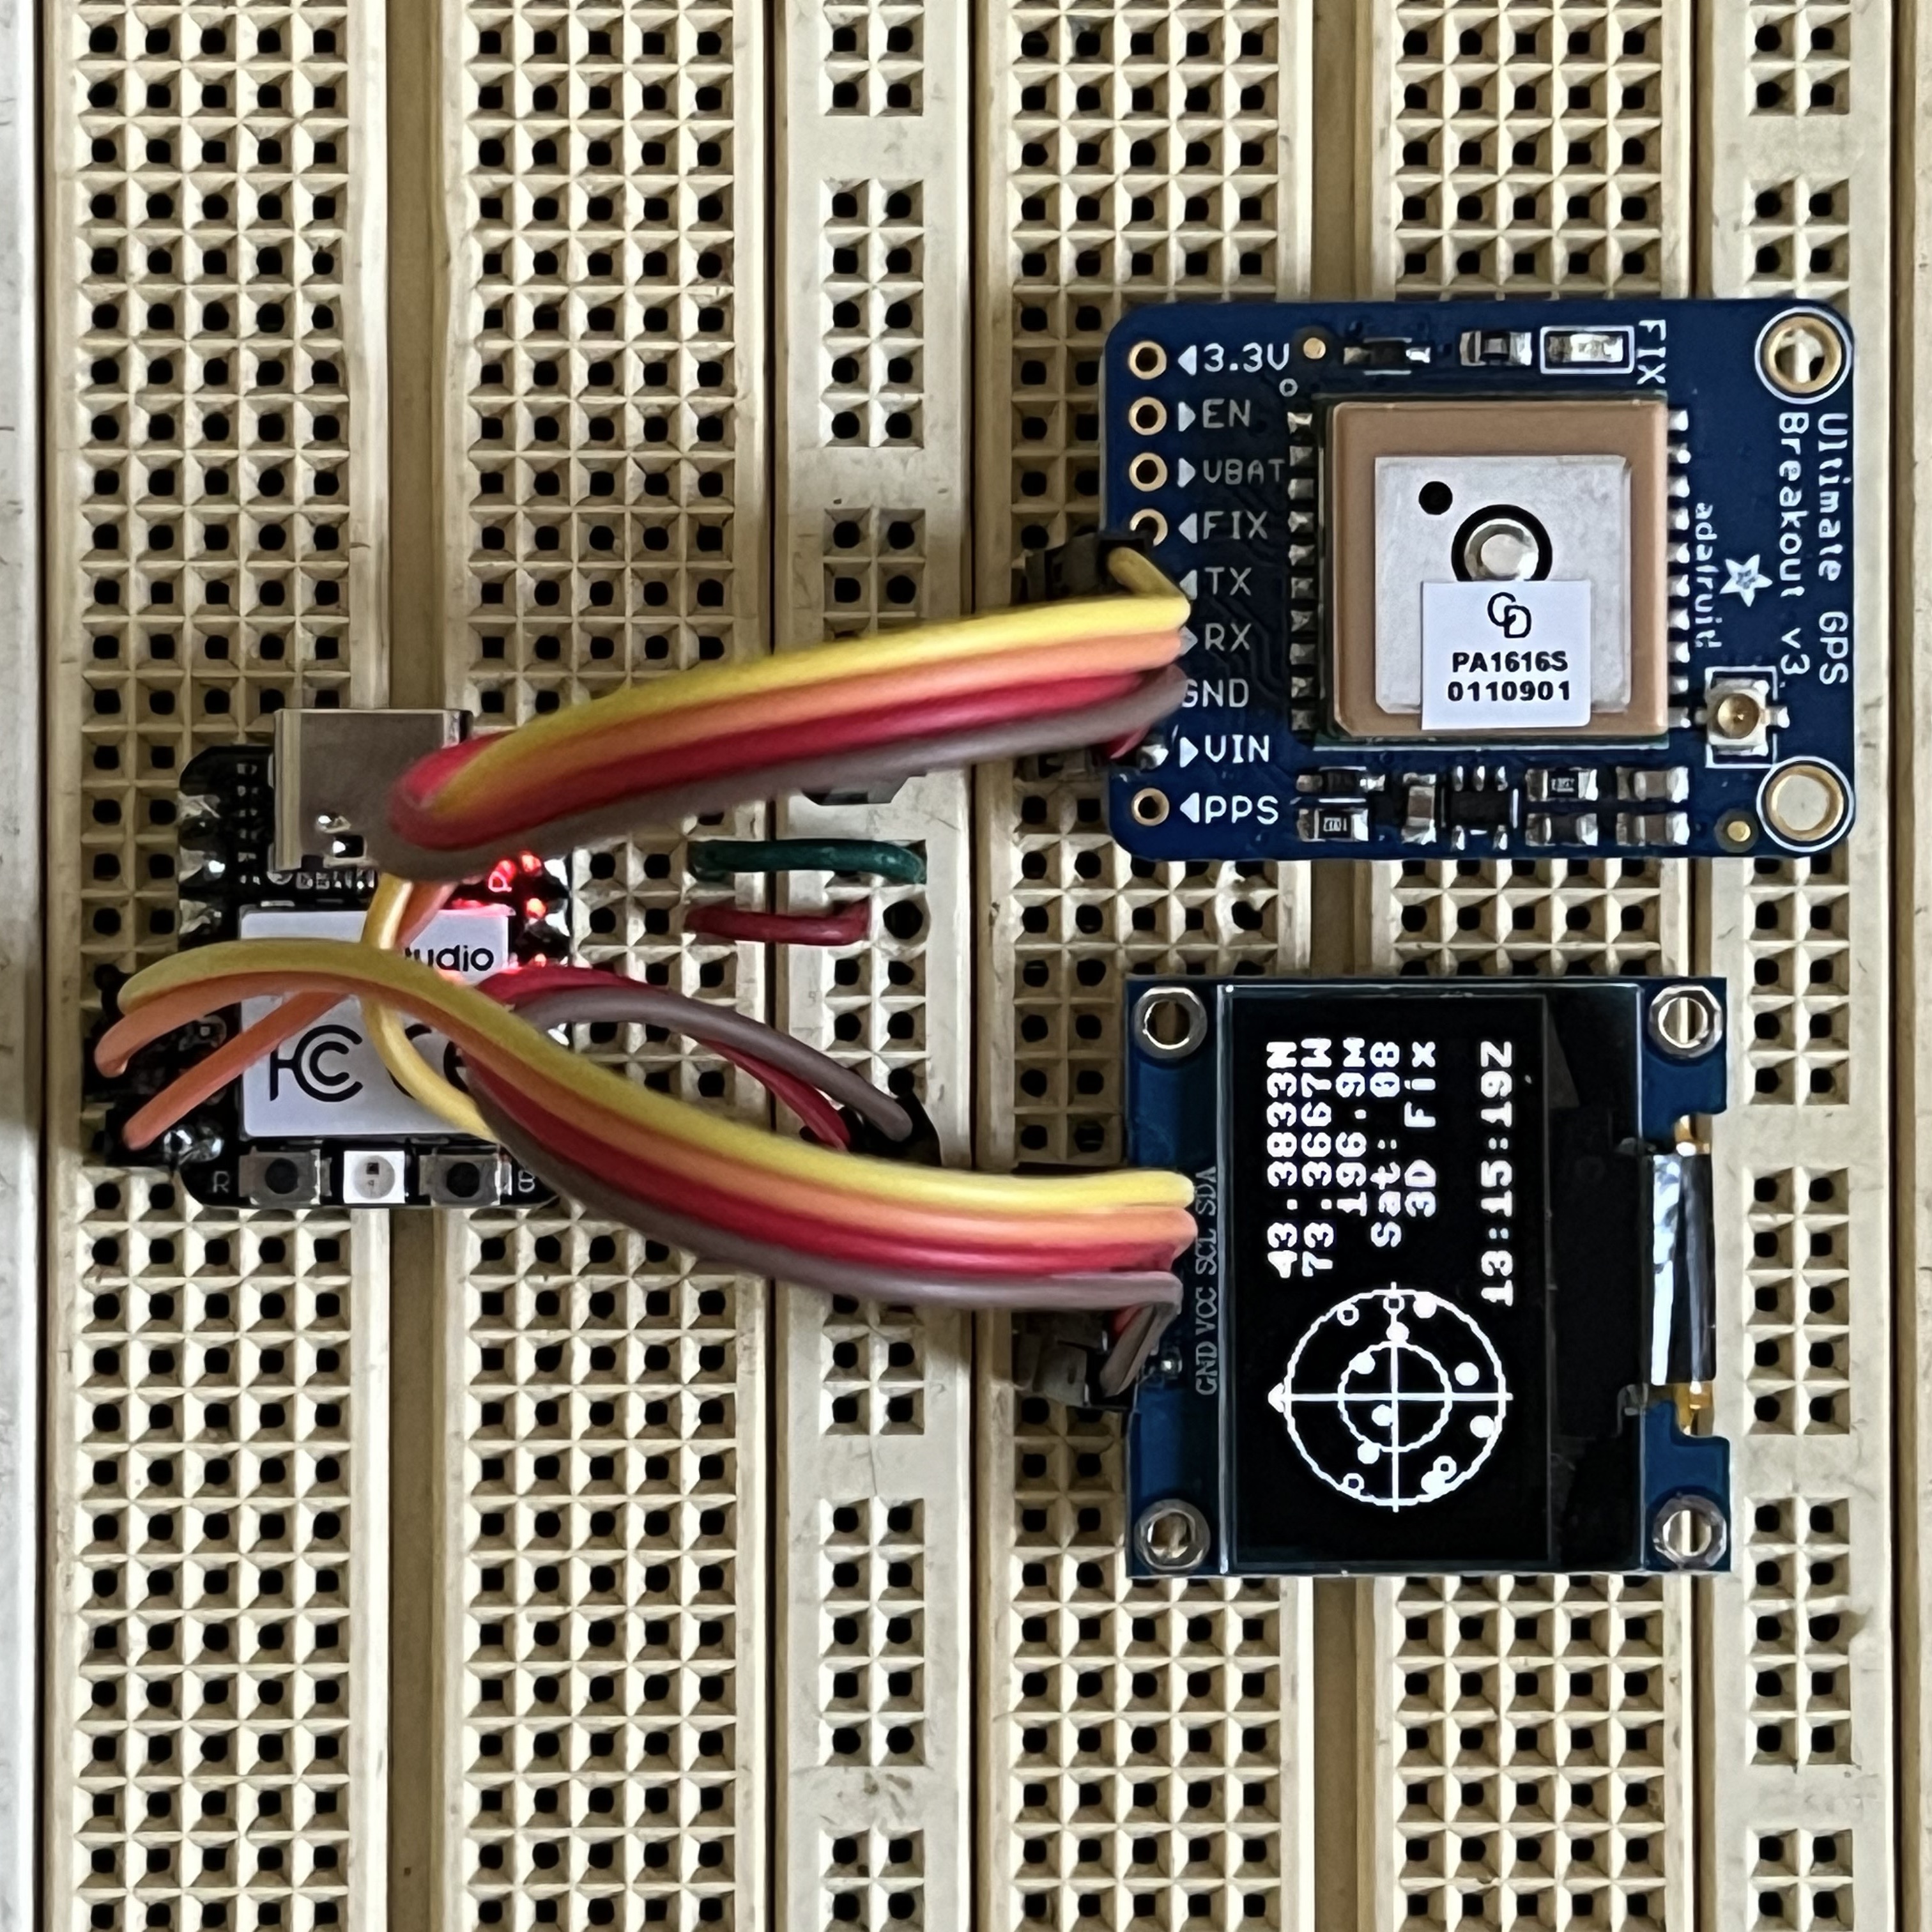 3.3V
EN
VBAT
FIX
TX
RX
GND
VIN
PPS
FIX
Ultimate GPS
Breakout v3
adafruit!
PA1616S
0110901
R
B
GND VCC SCL SDA
43.3833N
73.3667W
196.9M
Sat: 08
3D Fix
13:15:19Z